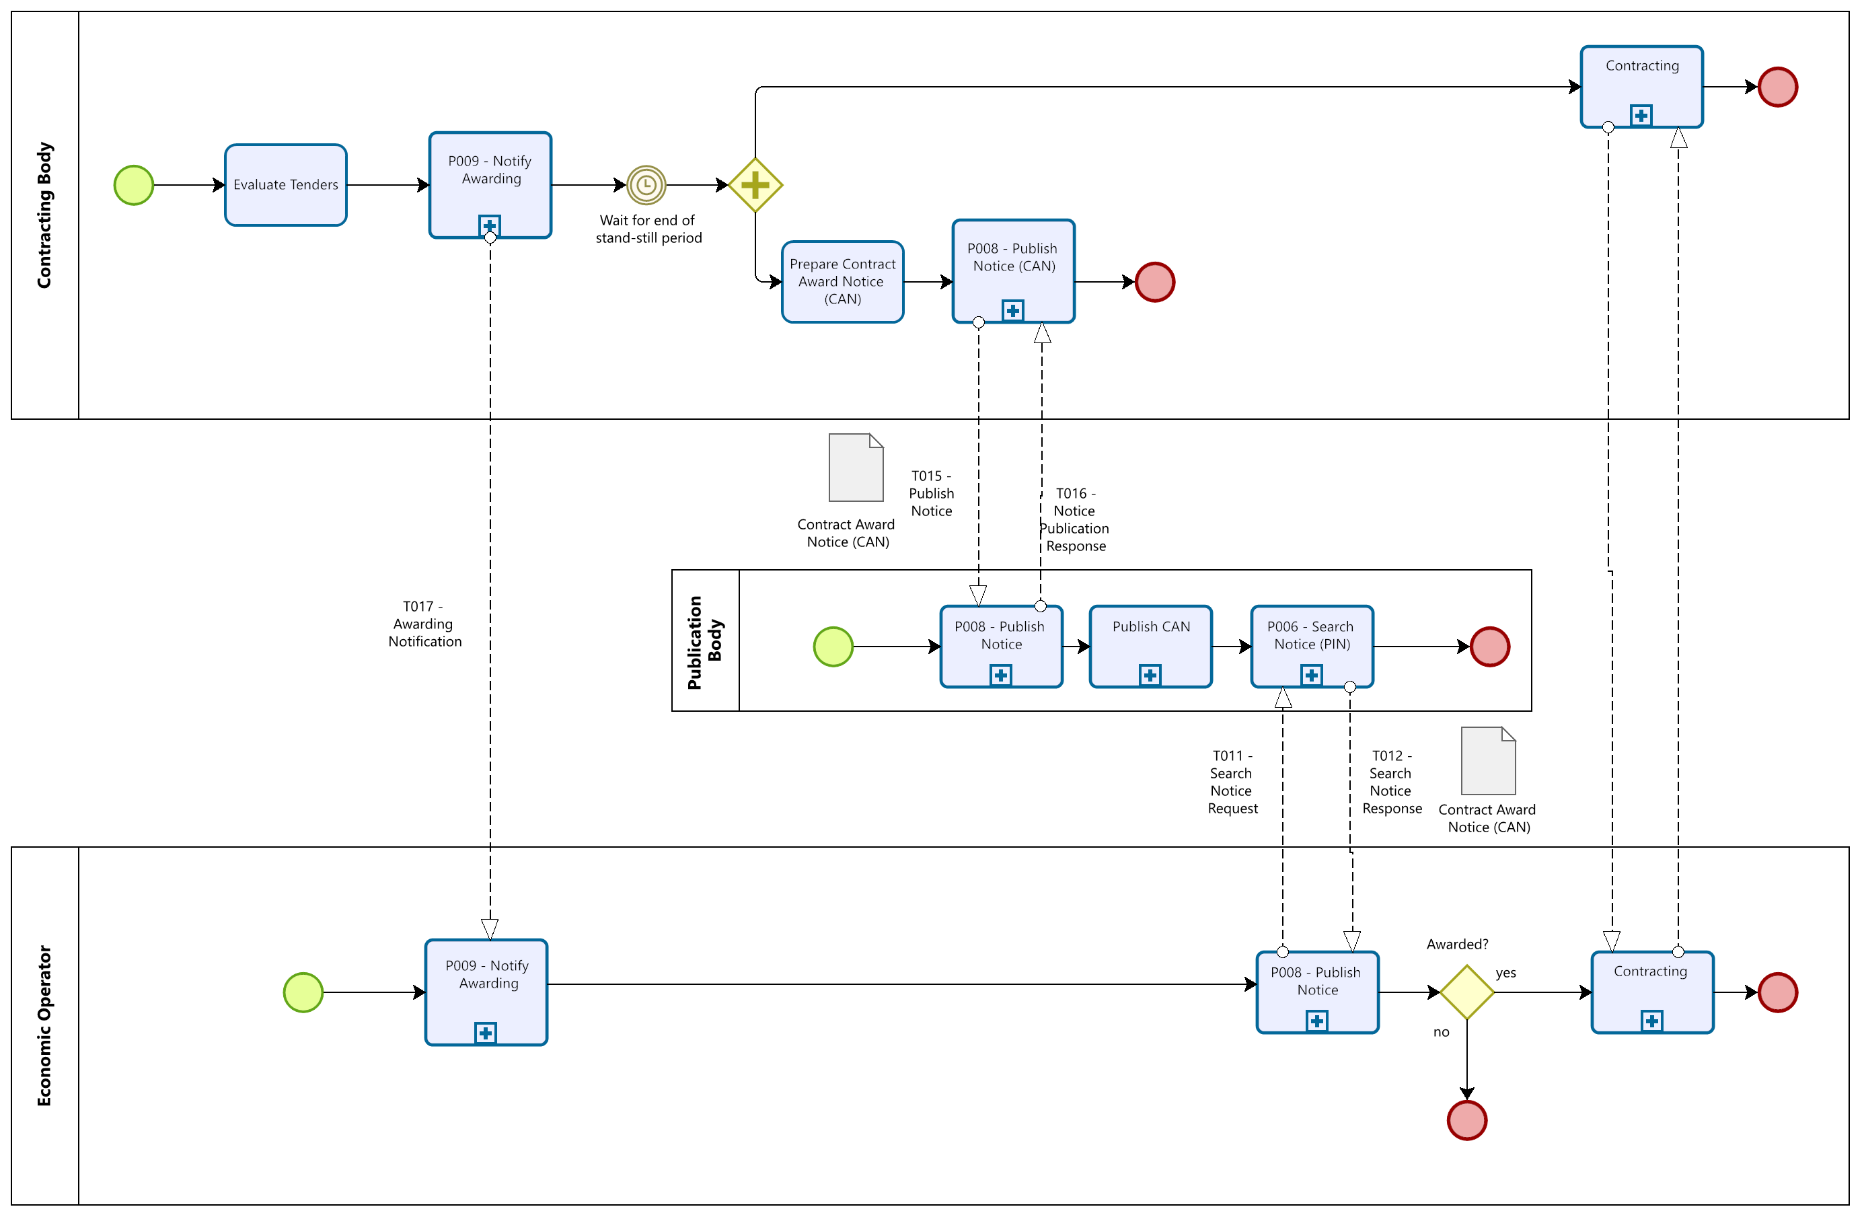 Contracting Body
Evaluate Tenders
P009 - Notify
Awarding
Wait for end of
stand-still period
Prepare Contract
Award Notice
(CAN)
P008 - Publish
Notice (CAN)
Contracting
Contract Award
Notice (CAN)
T015 -
Publish
Notice
T016 -
Notice
Publication
Response
T017 -
Awarding
Notification
Publication
Body
P008 - Publish
Notice
Publish CAN
P006 - Search
Notice (PIN)
T011 -
Search
Notice
Request
T012 -
Search
Notice
Response
Contract Award
Notice (CAN)
Economic Operator
P009 - Notify
Awarding
P008 - Publish
Notice
Awarded?
yes
no
Contracting